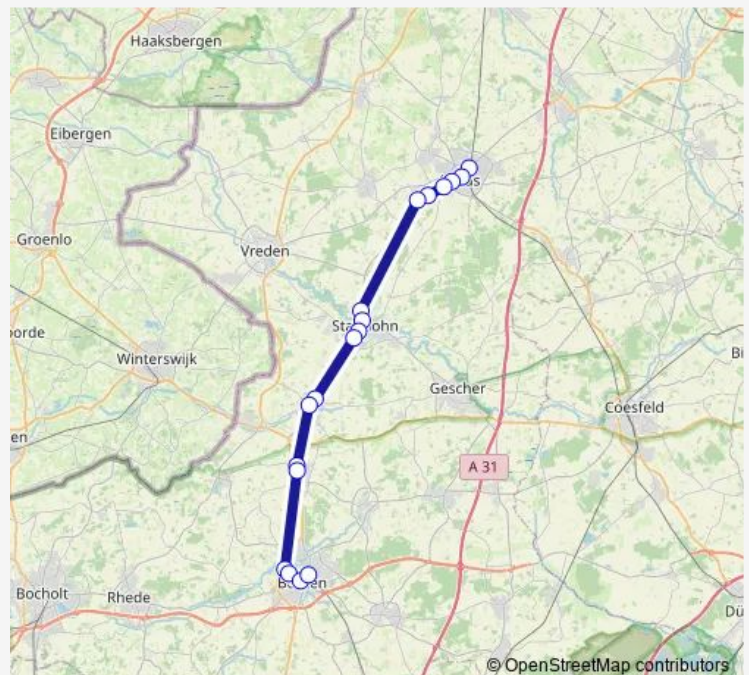 Haaksbergen
Eibergen
Groenlo
Vreden
Winterswijk
Gescher
Coesfeld
A 31
Bocholt
Rhede
© OpenStreetMap contributors